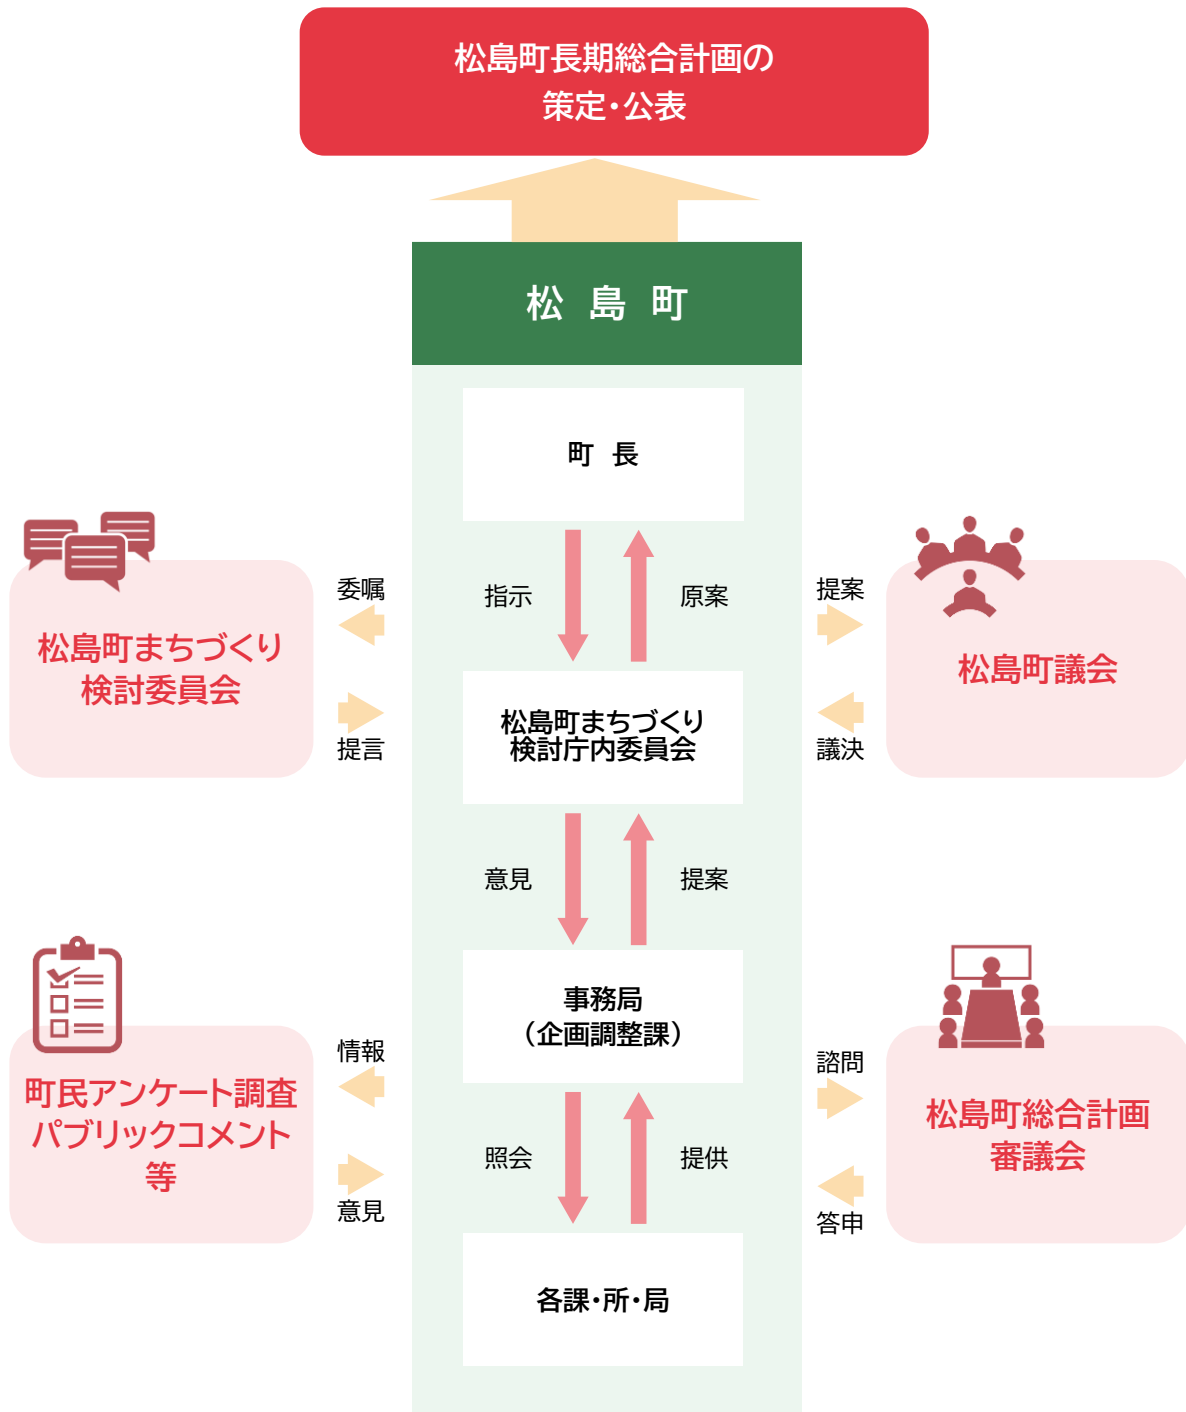 松島町長期総合計画の
策定・公表
松 島 町
町 長
指示
原案
松島町まちづくり
検討庁内委員会
意見
提案
事務局
（企画調整課）
照会
提供
各課・所・局
委嘱
松島町まちづくり
検討委員会
提言
情報
町民アンケート調査
パブリックコメント
等
意見
提案
松島町議会
議決
諮問
松島町総合計画
審議会
答申